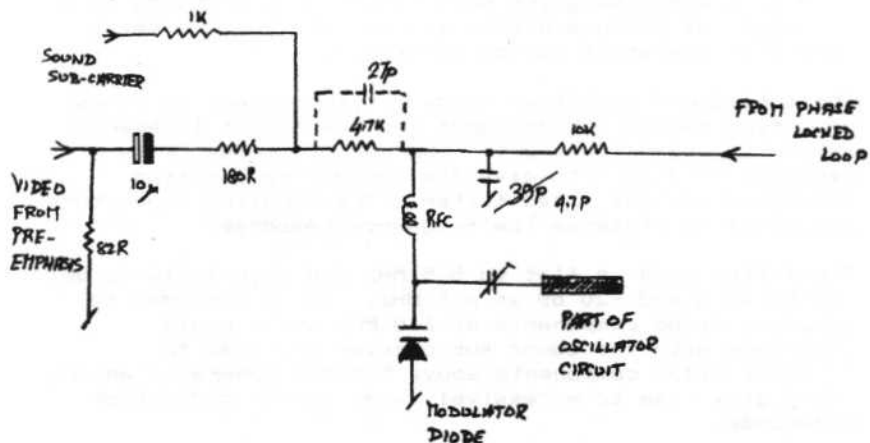 1K
SOUND
SUB-CARRIER
27p
4.7K
FROM PHASE
LOCKED
LOOP
10K
10µ
180R
39p
4.7P
VIDEO
FROM
PRE-
EMPHASIS
82R
RFC
PART OF
OSCILLATOR
CIRCUIT
MODULATOR
DIODE